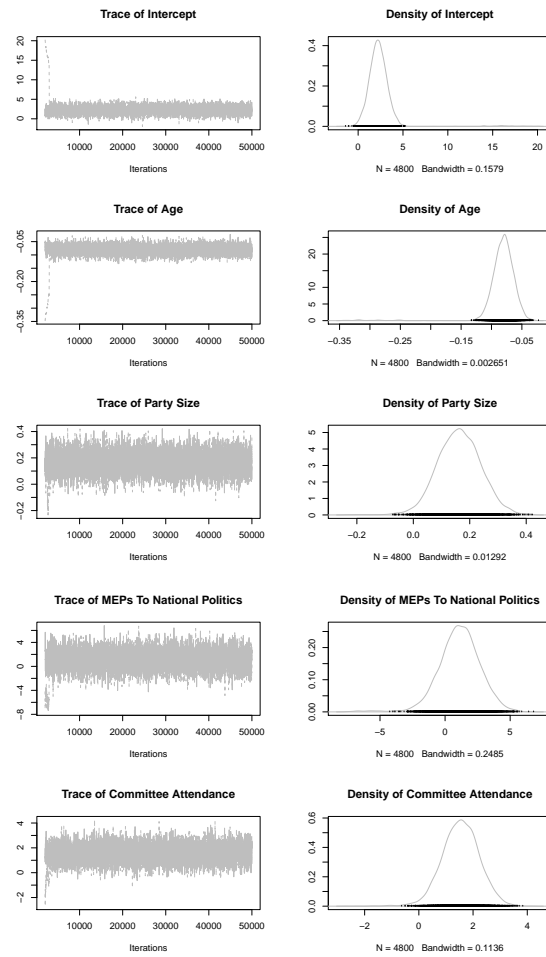 Trace of Intercept
0 5 10 15 20
10000 20000 30000 40000 50000
Iterations
Density of Intercept
0.0 0.2 0.4
0 5 10 15 20
N = 4800 Bandwidth = 0.1579
Trace of Age
−0.35 −0.20 −0.05
10000 20000 30000 40000 50000
Iterations
Density of Age
0 5 10 20
−0.35 −0.25 −0.15 −0.05
N = 4800 Bandwidth = 0.002651
Trace of Party Size
−0.2 0.0 0.2 0.4
10000 20000 30000 40000 50000
Iterations
Density of Party Size
0 1 2 3 4 5
−0.2 0.0 0.2 0.4
N = 4800 Bandwidth = 0.01292
Trace of MEPs To National Politics
−8 −4 0 4
10000 20000 30000 40000 50000
Iterations
Density of MEPs To National Politics
0.00 0.10 0.20
−5 0 5
N = 4800 Bandwidth = 0.2485
Trace of Committee Attendance
−2 0 2 4
10000 20000 30000 40000 50000
Iterations
Density of Committee Attendance
0.0 0.2 0.4 0.6
−2 0 2 4
N = 4800 Bandwidth = 0.1136